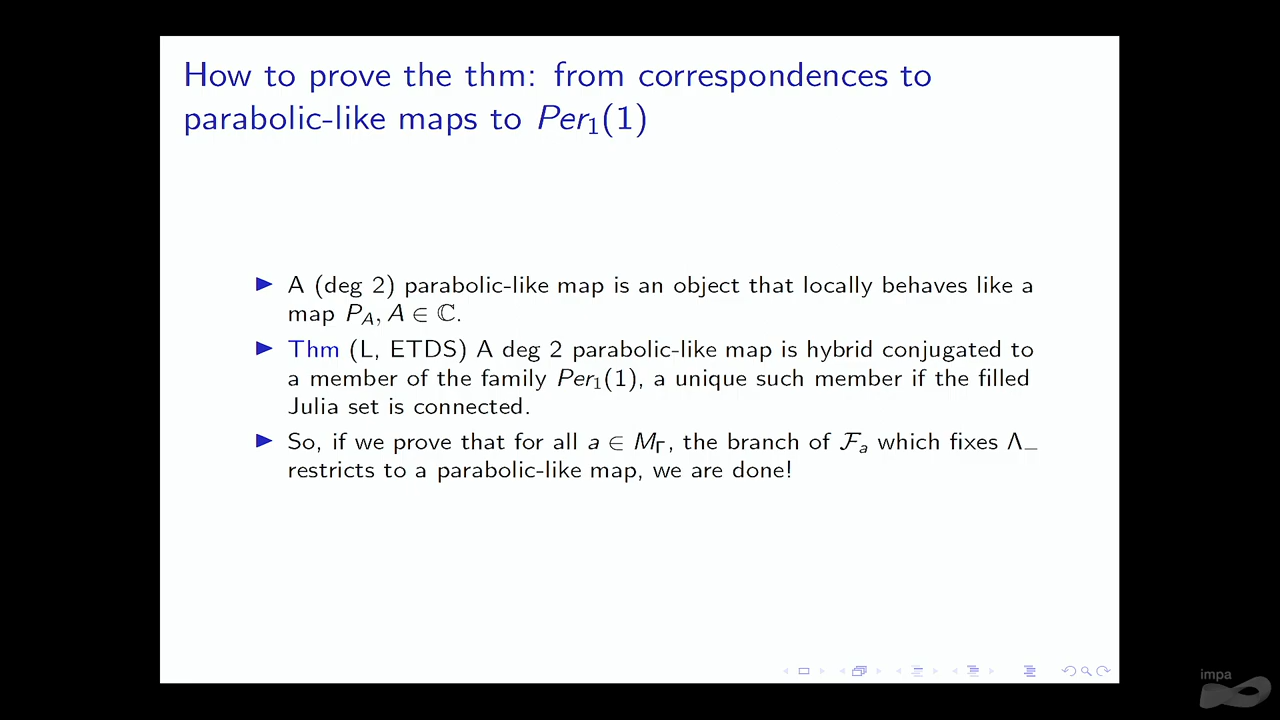 How to prove the thm: from correspondences to
parabolic-like maps to Per₁(1)
▶ A (deg 2) parabolic-like map is an object that locally behaves like a
map P_A, A ∈ ℂ.
▶ Thm (L, ETDS) A deg 2 parabolic-like map is hybrid conjugated to
a member of the family Per₁(1), a unique such member if the filled
Julia set is connected.
▶ So, if we prove that for all a ∈ M_Γ, the branch of ℱₐ which fixes Λ₋
restricts to a parabolic-like map, we are done!
impa